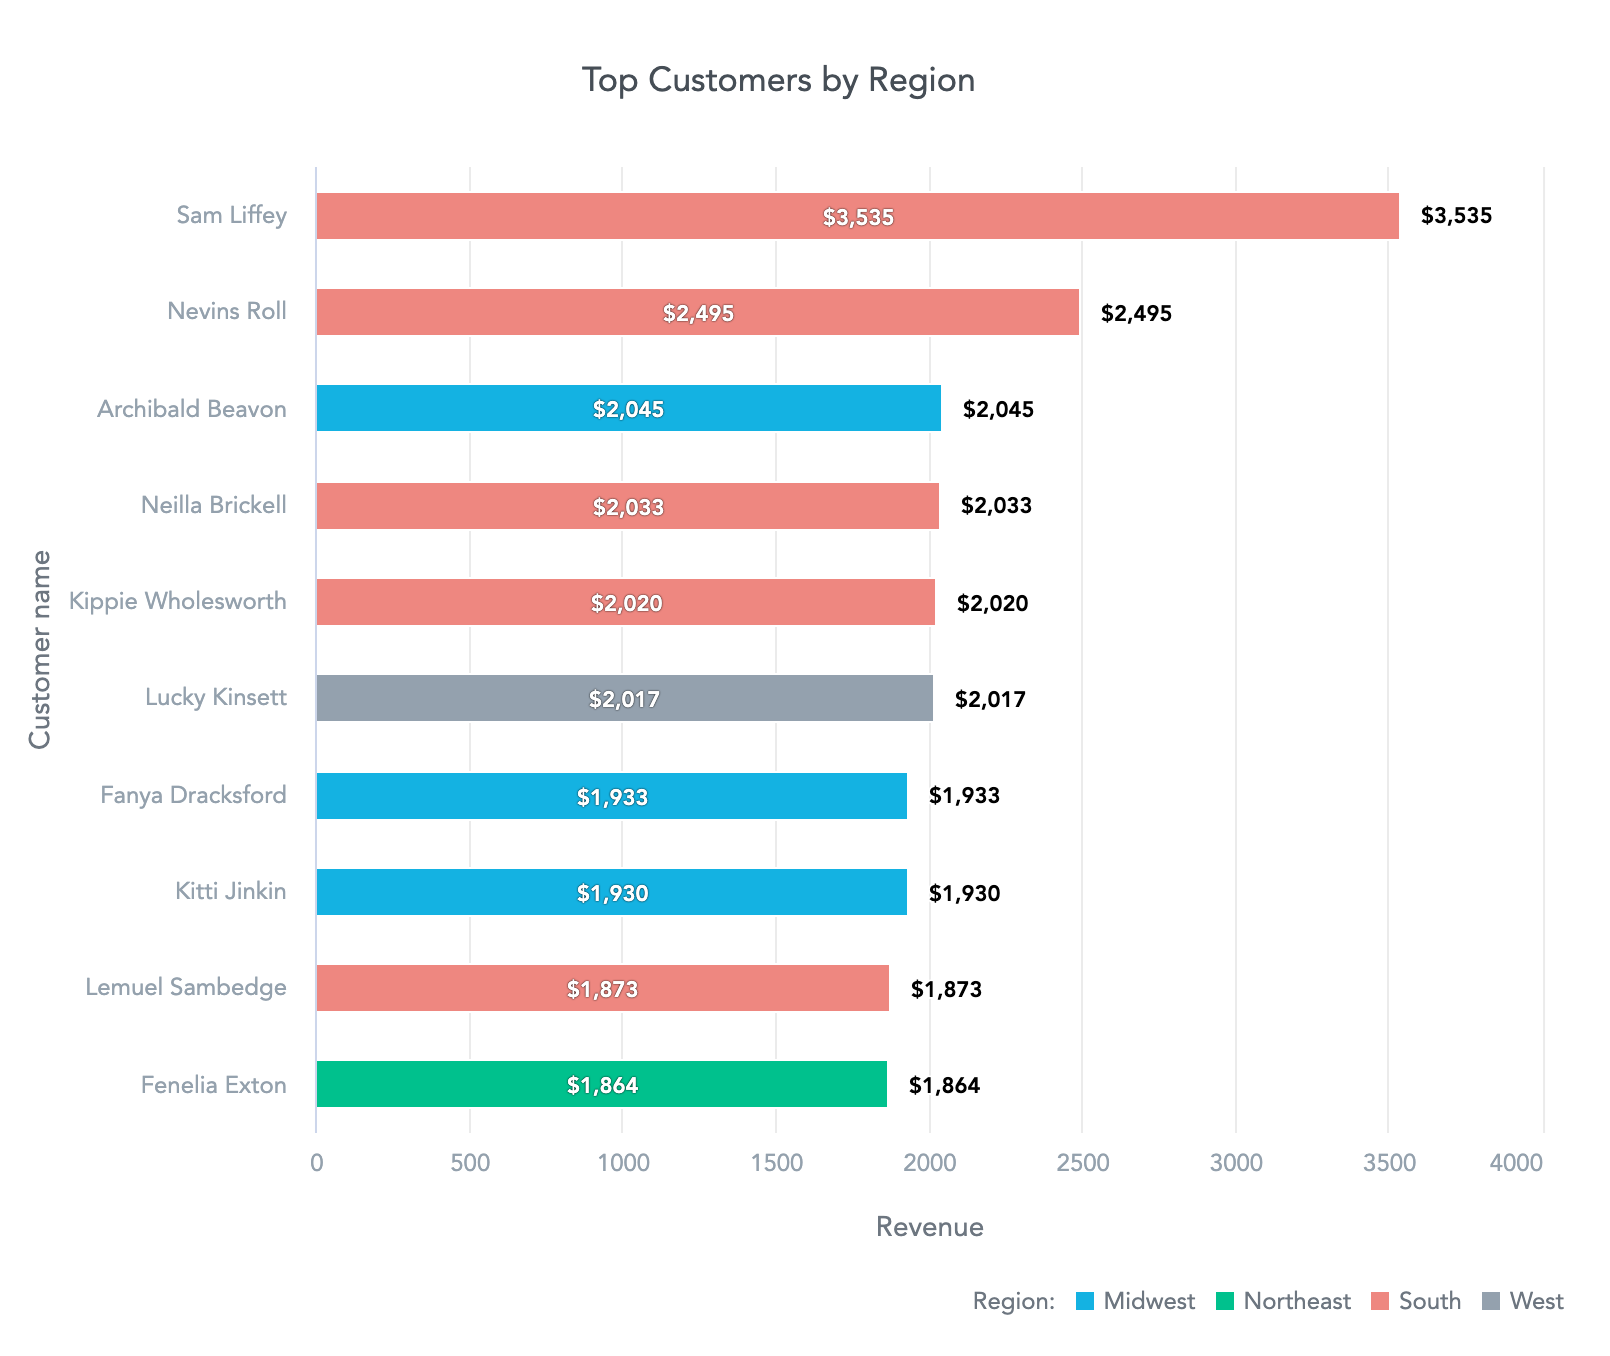 Top Customers by Region
Customer name
Sam Liffey $3,535 $3,535
Nevins Roll $2,495 $2,495
Archibald Beavon $2,045 $2,045
Neilla Brickell $2,033 $2,033
Kippie Wholesworth $2,020 $2,020
Lucky Kinsett $2,017 $2,017
Fanya Dracksford $1,933 $1,933
Kitti Jinkin $1,930 $1,930
Lemuel Sambedge $1,873 $1,873
Fenelia Exton $1,864 $1,864
0 500 1000 1500 2000 2500 3000 3500 4000
Revenue
Region: Midwest Northeast South West